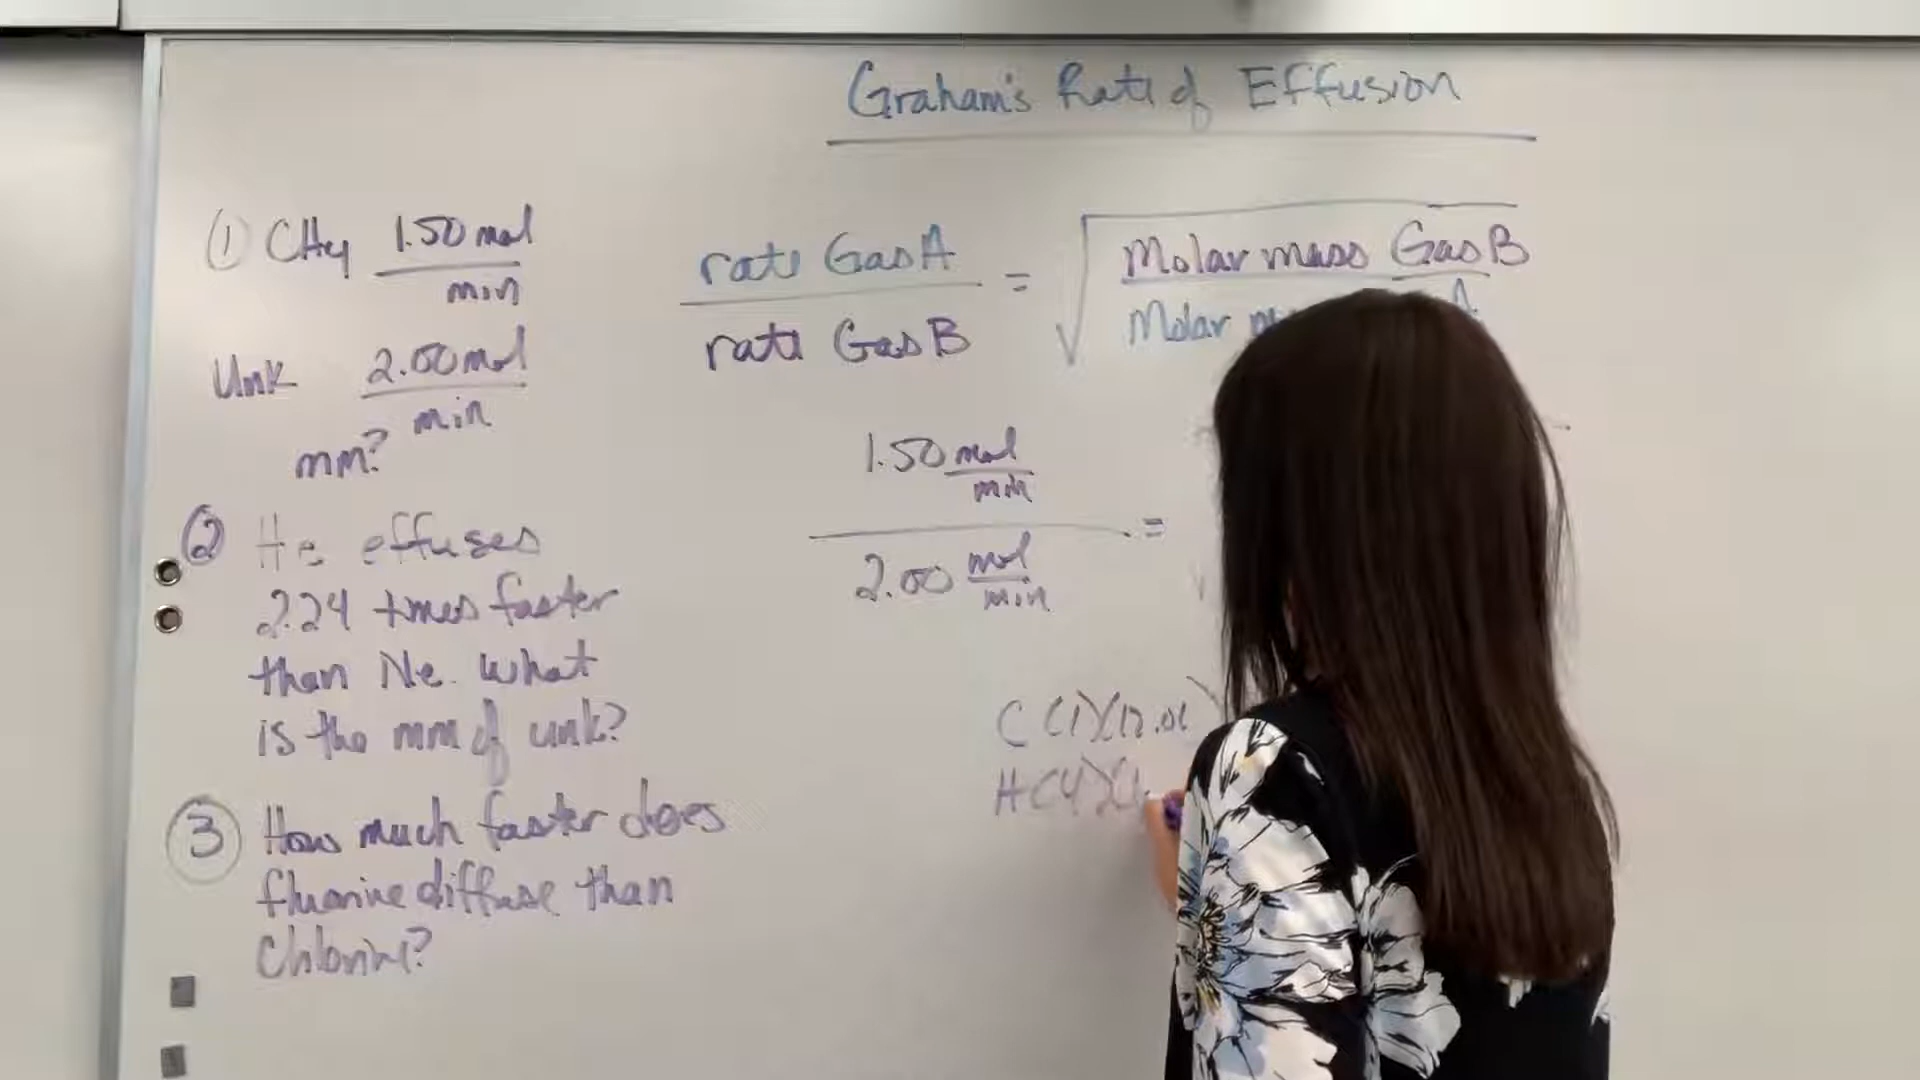 Graham's Rate of Effusion
① CH4 1.50 mol
min
Unk 2.00 mol
min
mm?
② He effuses
2.24 times faster
than Ne. What
is the mm of unk?
③ How much faster does
fluorine diffuse than
Chlorine?
rate Gas A
rate Gas B
=
√
Molar mass Gas B
Molar A
1.50 mol
min
=
2.00 mol
min
C (1)(12.01)
H (4)(1.